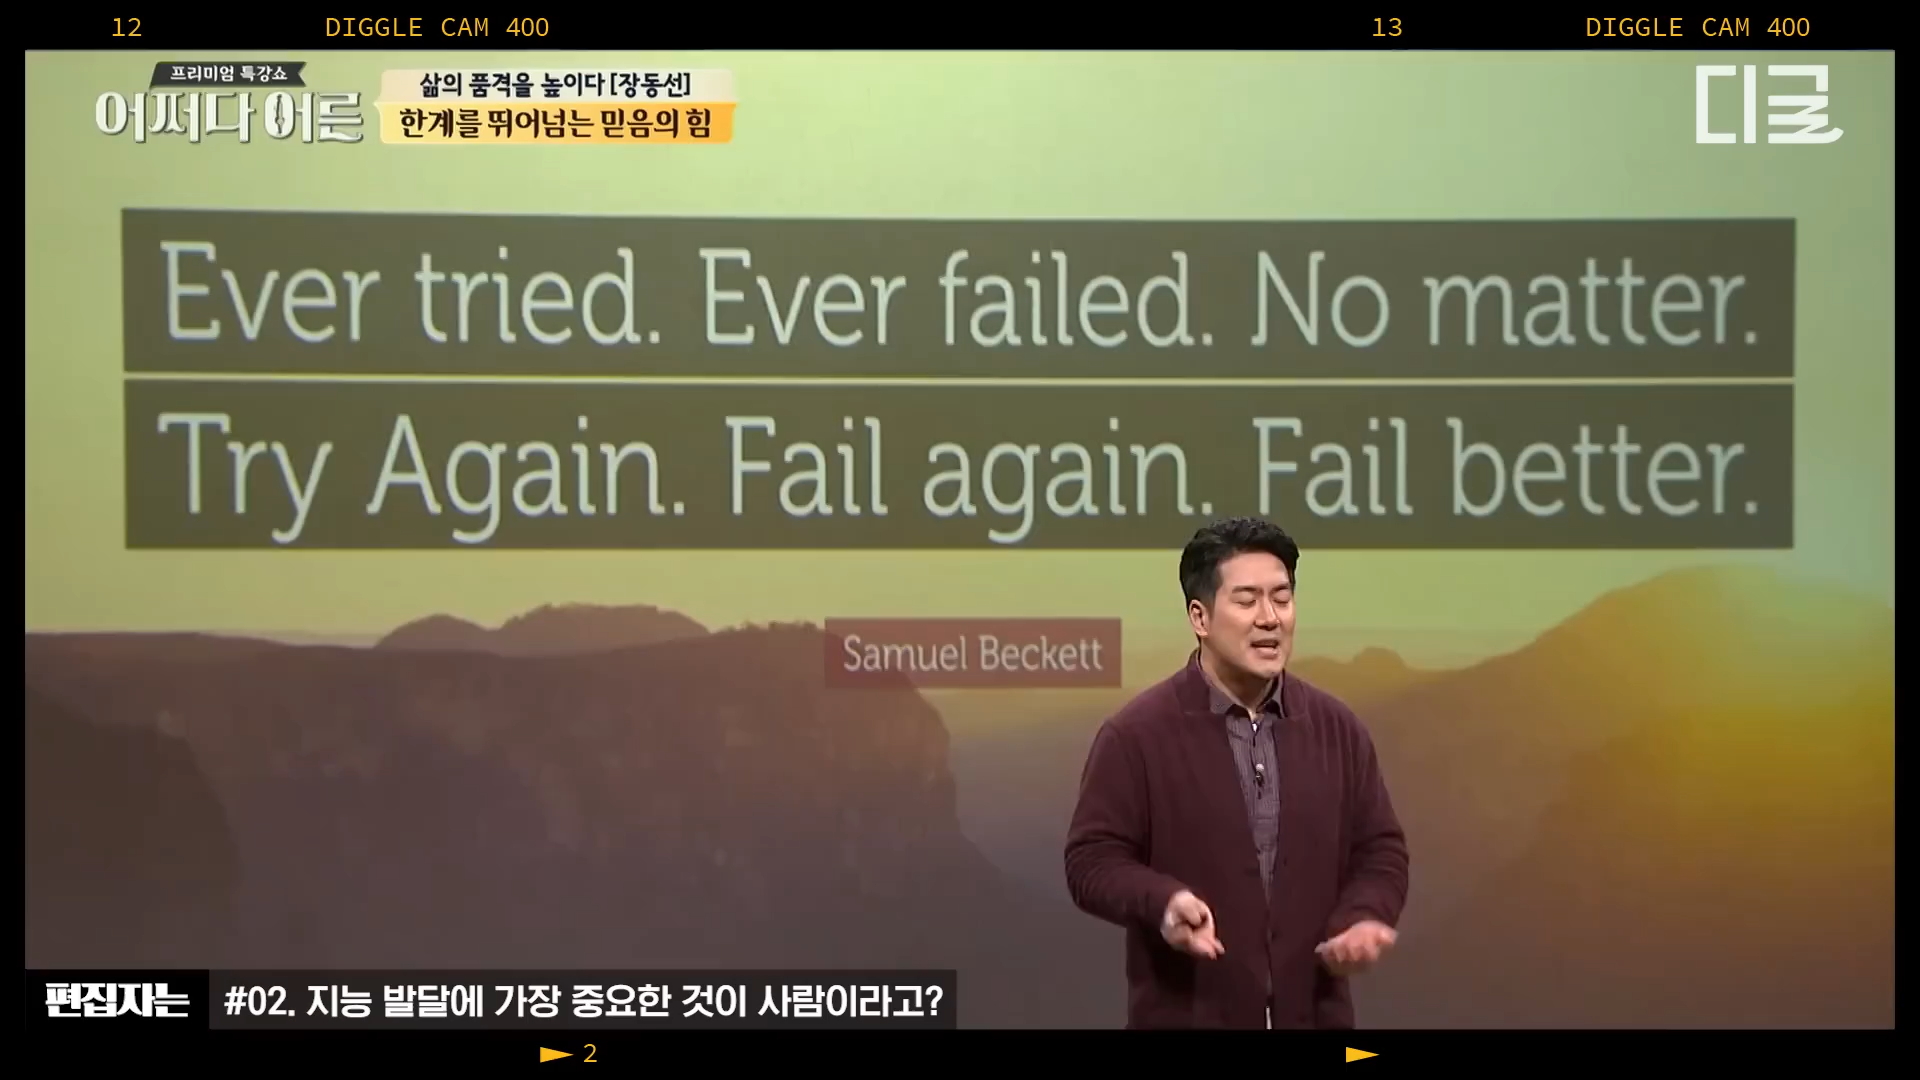 12 DIGGLE CAM 400 13 DIGGLE CAM 400
프리미엄 특강쇼
어쩌다 어른
삶의 품격을 높이다 [장동선]
한계를 뛰어넘는 믿음의 힘
디글
Ever tried. Ever failed. No matter.
Try Again. Fail again. Fail better.
Samuel Beckett
편집자는
#02. 지능 발달에 가장 중요한 것이 사람이라고?
2